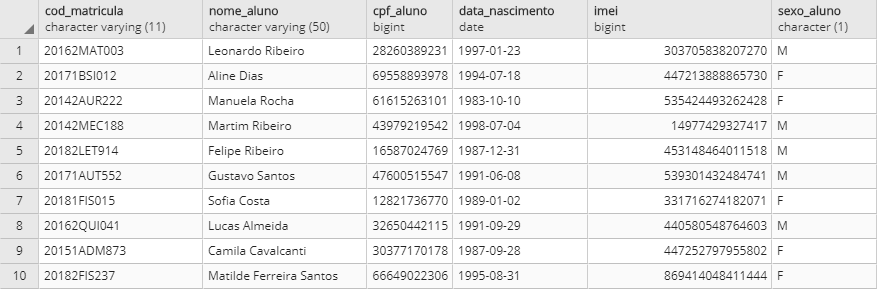 cod_matricula nome_aluno cpf_aluno data_nascimento imei sexo_aluno
character varying (11) character varying (50) bigint date bigint character (1)
1 20162MAT003 Leonardo Ribeiro 28260389231 1997-01-23 303705838207270 M
2 20171BSI012 Aline Dias 69558893978 1994-07-18 447213888865730 F
3 20142AUR222 Manuela Rocha 61615263101 1983-10-10 535424493262428 F
4 20142MEC188 Martim Ribeiro 43979219542 1998-07-04 14977429327417 M
5 20182LET914 Felipe Ribeiro 16587024769 1987-12-31 453148464011518 M
6 20171AUT552 Gustavo Santos 47600515547 1991-06-08 539301432484741 M
7 20181FIS015 Sofia Costa 12821736770 1989-01-02 331716274182071 F
8 20162QUI041 Lucas Almeida 32650442115 1991-09-29 440580548764603 M
9 20151ADM873 Camila Cavalcanti 30377170178 1987-09-28 447252797955802 F
10 20182FIS237 Matilde Ferreira Santos 66649022306 1995-08-31 869414048411444 F